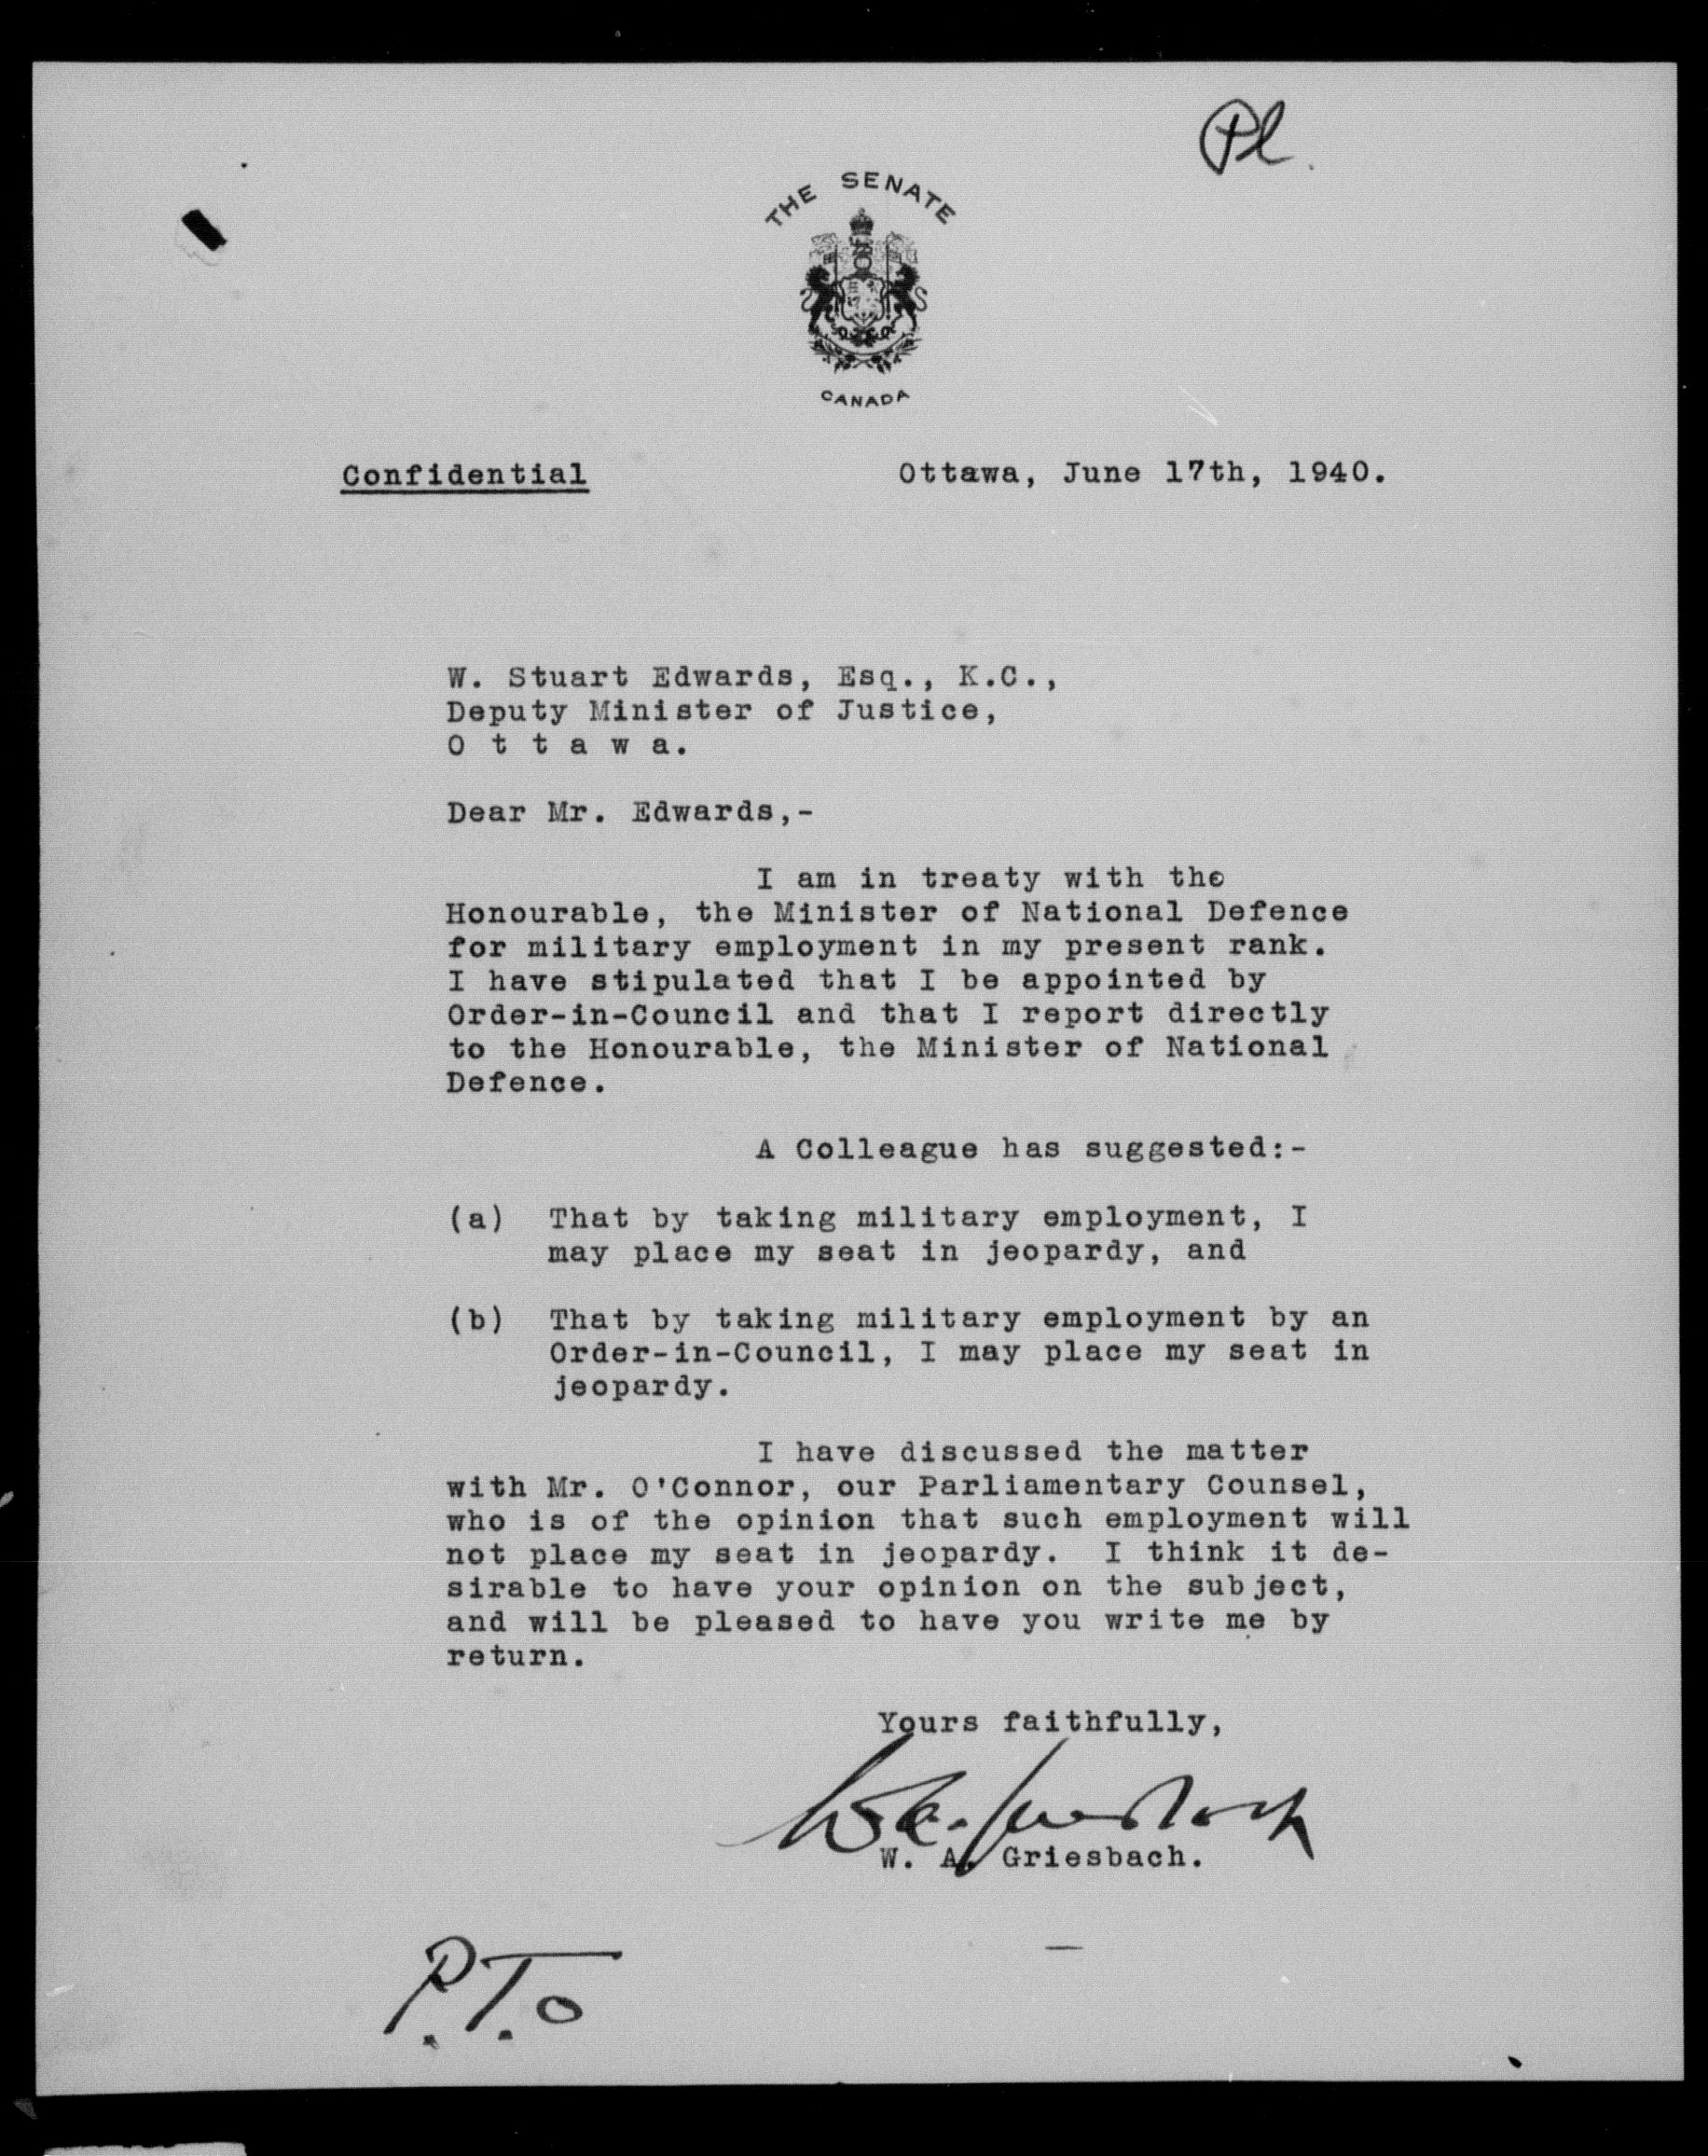 Pl.
THE SENATE
CANADA
Confidential
Ottawa, June 17th, 1940.
W. Stuart Edwards, Esq., K.C.,
Deputy Minister of Justice,
O t t a w a.
Dear Mr. Edwards,-
I am in treaty with the
Honourable, the Minister of National Defence
for military employment in my present rank.
I have stipulated that I be appointed by
Order-in-Council and that I report directly
to the Honourable, the Minister of National
Defence.
A Colleague has suggested:-
(a) That by taking military employment, I
may place my seat in jeopardy, and
(b) That by taking military employment by an
Order-in-Council, I may place my seat in
jeopardy.
I have discussed the matter
with Mr. O'Connor, our Parliamentary Counsel,
who is of the opinion that such employment will
not place my seat in jeopardy. I think it de-
sirable to have your opinion on the subject,
and will be pleased to have you write me by
return.
Yours faithfully,
W. A. Griesbach
W. A. Griesbach.
P.T.O